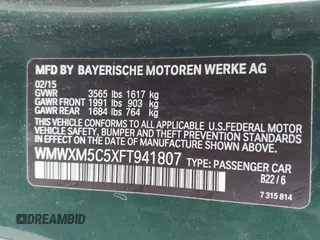 MFD BY BAYERISCHE MOTOREN WERKE AG
02/15
GVWR 3565 lbs 1617 kg
GAWR FRONT 1991 lbs 903 kg
GAWR REAR 1684 lbs 764 kg
THIS VEHICLE CONFORMS TO ALL APPLICABLE U.S. FEDERAL MOTOR VEHICLE SAFETY, BUMPER, AND THEFT PREVENTION STANDARDS IN EFFECT ON THE DATE OF MANUFACTURE SHOWN ABOVE.
WMWXM5C5XFT941807 TYPE: PASSENGER CAR
B22 / 6
7 315 814
DREAMBID